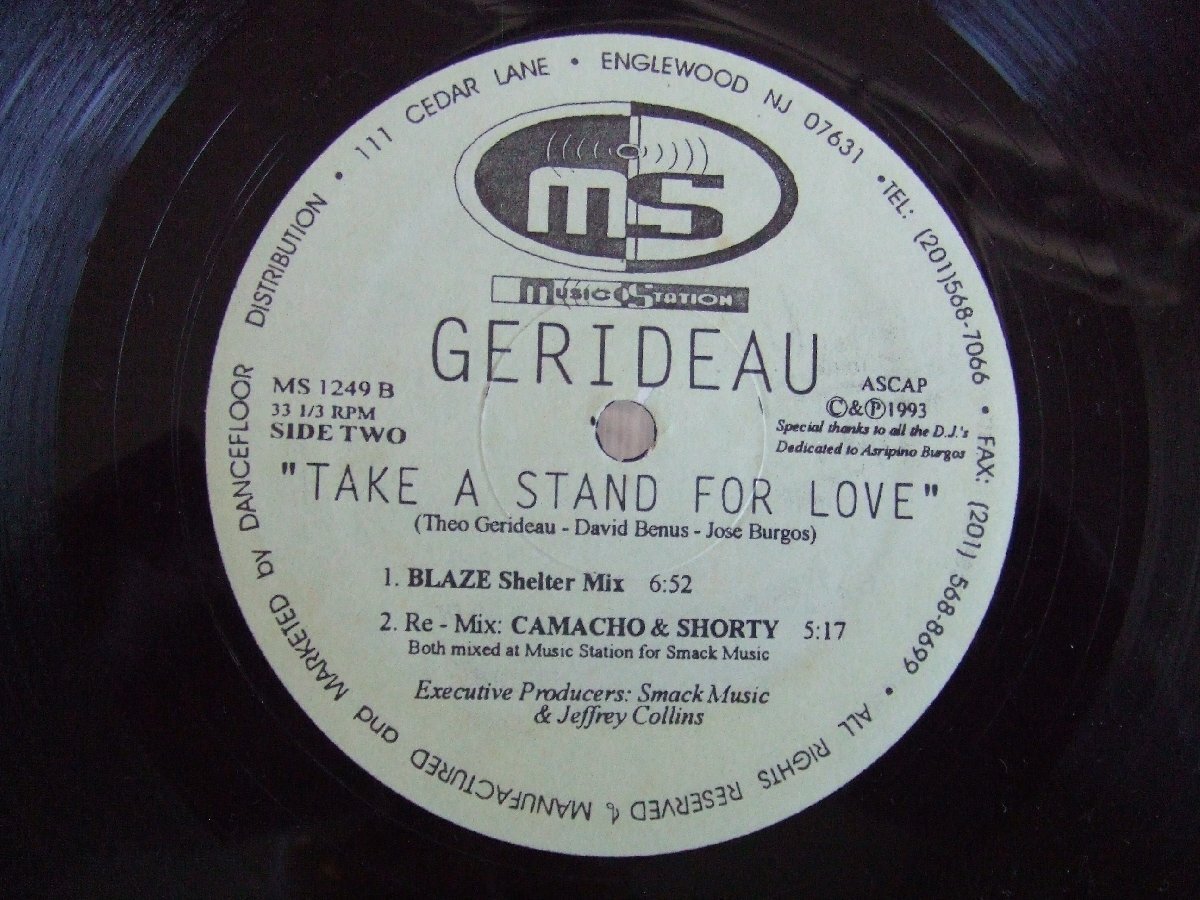 MANUFACTURED and MARKETED by DANCEFLOOR DISTRIBUTION • 111 CEDAR LANE • ENGLEWOOD NJ 07631 • TEL: (201)568-7066 • FAX: (201) 568-8699 • ALL RIGHTS RESERVED &
MS
MUSIC STATION
GERIDEAU
MS 1249 B
33 1/3 RPM
SIDE TWO
ASCAP
©&℗1993
Special thanks to all the D.J.'s
Dedicated to Asripino Burgos
"TAKE A STAND FOR LOVE"
(Theo Gerideau - David Benus - Jose Burgos)
1. BLAZE Shelter Mix 6:52
2. Re - Mix: CAMACHO & SHORTY 5:17
Both mixed at Music Station for Smack Music
Executive Producers: Smack Music
& Jeffrey Collins